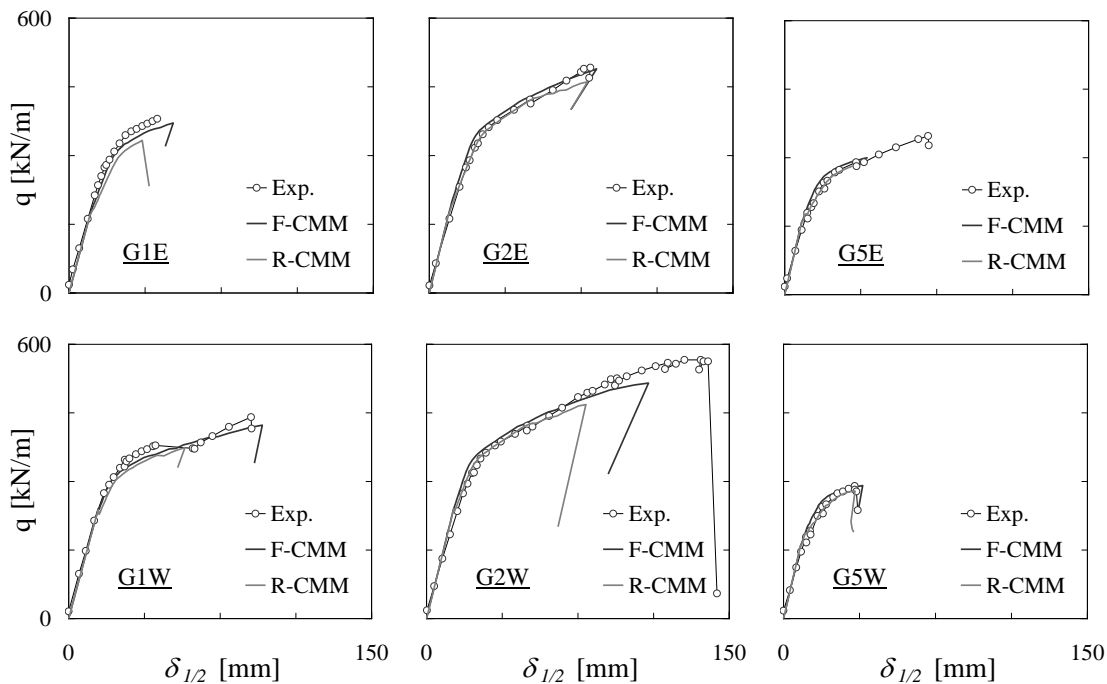 600
q [kN/m]
0
Exp.
F-CMM
R-CMM
G1E
Exp.
F-CMM
R-CMM
G2E
Exp.
F-CMM
R-CMM
G5E
600
q [kN/m]
0
Exp.
F-CMM
R-CMM
G1W
0
150
δ1/2 [mm]
Exp.
F-CMM
R-CMM
G2W
0
150
δ1/2 [mm]
Exp.
F-CMM
R-CMM
G5W
0
150
δ1/2 [mm]